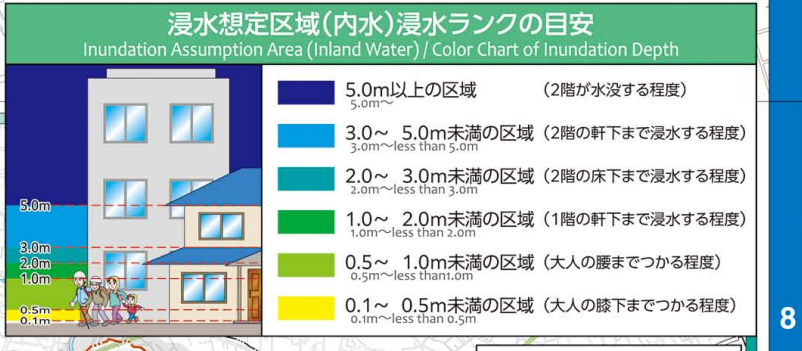 浸水想定区域(内水)浸水ランクの目安
Inundation Assumption Area (Inland Water) / Color Chart of Inundation Depth
5.0m以上の区域 (2階が水没する程度)
5.0m～
3.0～ 5.0m未満の区域 (2階の軒下まで浸水する程度)
3.0m～less than 5.0m
2.0～ 3.0m未満の区域 (2階の床下まで浸水する程度)
2.0m～less than 3.0m
1.0～ 2.0m未満の区域 (1階の軒下まで浸水する程度)
1.0m～less than 2.0m
0.5～ 1.0m未満の区域 (大人の腰までつかる程度)
0.5m～less than1.0m
0.1～ 0.5m未満の区域 (大人の膝下までつかる程度)
0.1m～less than 0.5m
5.0m
3.0m
2.0m
1.0m
0.5m
0.1m
8